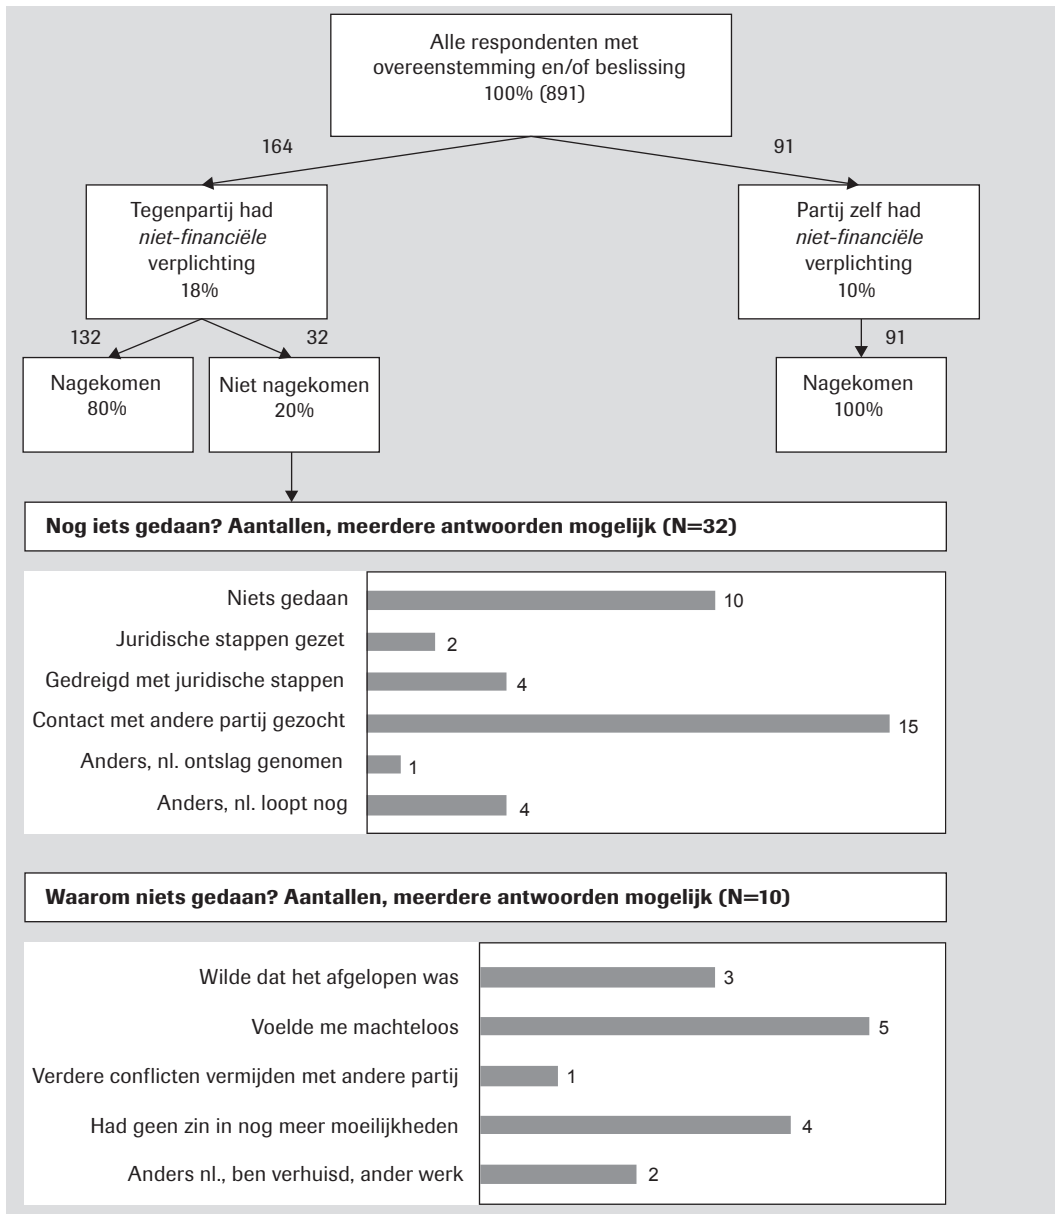 Alle respondenten met
overeenstemming en/of beslissing
100% (891)
164
91
Tegenpartij had
niet-financiële
verplichting
18%
Partij zelf had
niet-financiële
verplichting
10%
132
32
91
Nagekomen
80%
Niet nagekomen
20%
Nagekomen
100%
Nog iets gedaan? Aantallen, meerdere antwoorden mogelijk (N=32)
Niets gedaan 10
Juridische stappen gezet 2
Gedreigd met juridische stappen 4
Contact met andere partij gezocht 15
Anders, nl. ontslag genomen 1
Anders, nl. loopt nog 4
Waarom niets gedaan? Aantallen, meerdere antwoorden mogelijk (N=10)
Wilde dat het afgelopen was 3
Voelde me machteloos 5
Verdere conflicten vermijden met andere partij 1
Had geen zin in nog meer moeilijkheden 4
Anders nl., ben verhuisd, ander werk 2